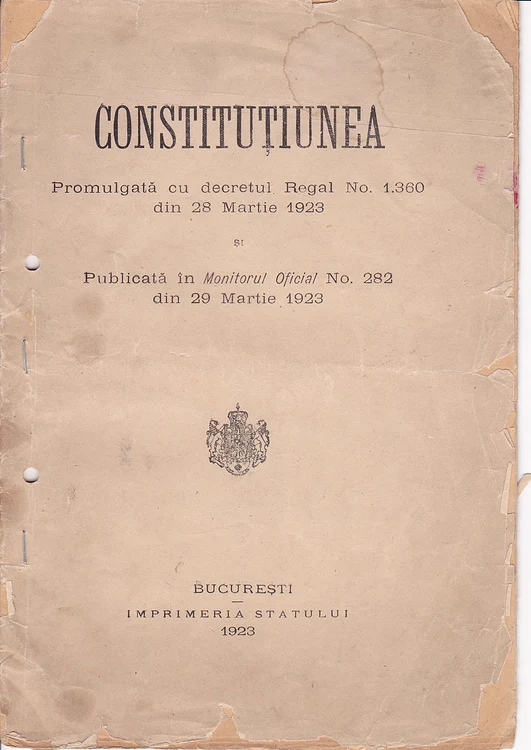 CONSTITUȚIUNEA
Promulgată cu decretul Regal No. 1.360
din 28 Martie 1923
ȘI
Publicată în Monitorul Oficial No. 282
din 29 Martie 1923
BUCUREȘTI
IMPRIMERIA STATULUI
1923